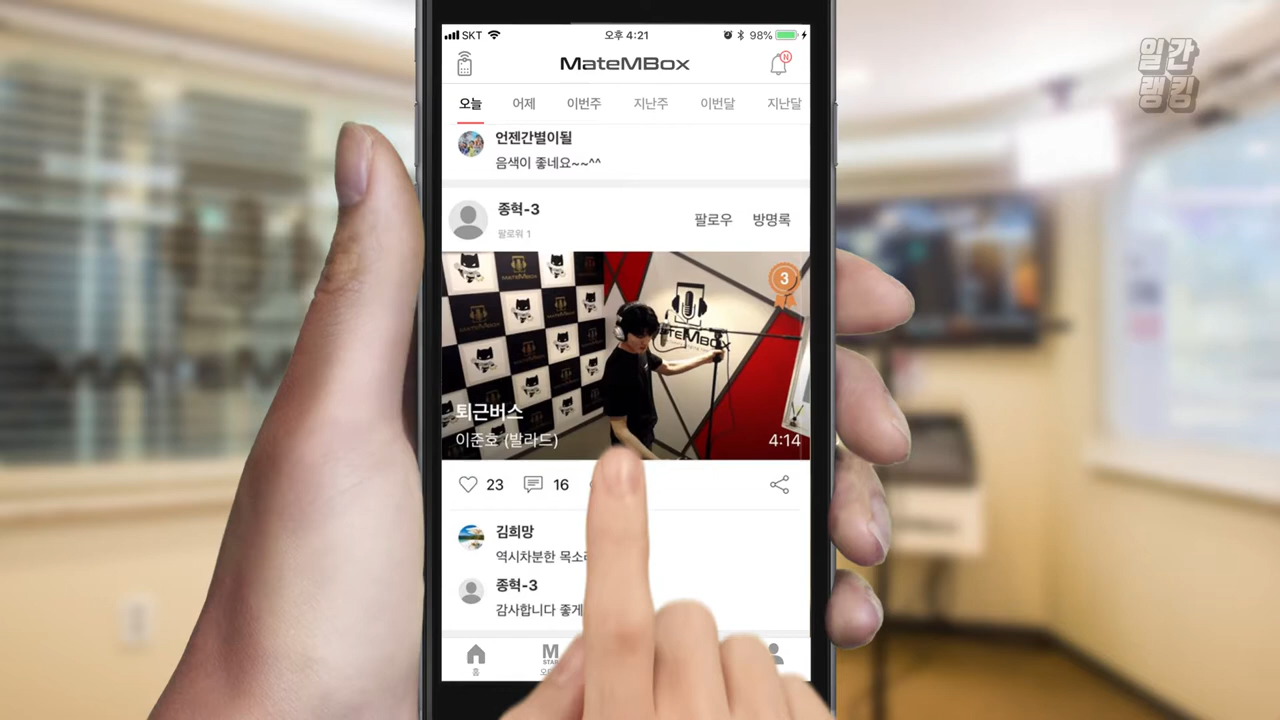 SKT 오후 4:21 98%
MateMBox
N
일간
랭킹
오늘 어제 이번주 지난주 이번달 지난달
언젠간별이될
음색이 좋네요~~^^
종혁-3
팔로워 1
팔로우 방명록
3
MATEMBOX
퇴근버스
이준호 (발라드)
4:14
23 16
김희망
역시차분한 목소
종혁-3
감사합니다 좋게
M
STAR
홈